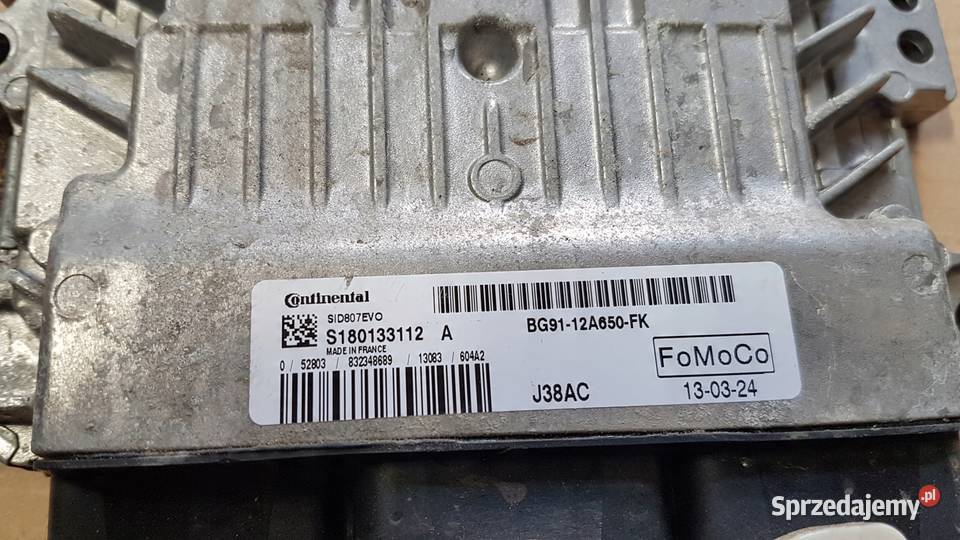 Continental
SID807EVO
S180133112 A
MADE IN FRANCE
0 / 52803 / 832348689 / 13083 / 604A2
BG91-12A650-FK
FoMoCo
J38AC
13-03-24
Sprzedajemy.pl